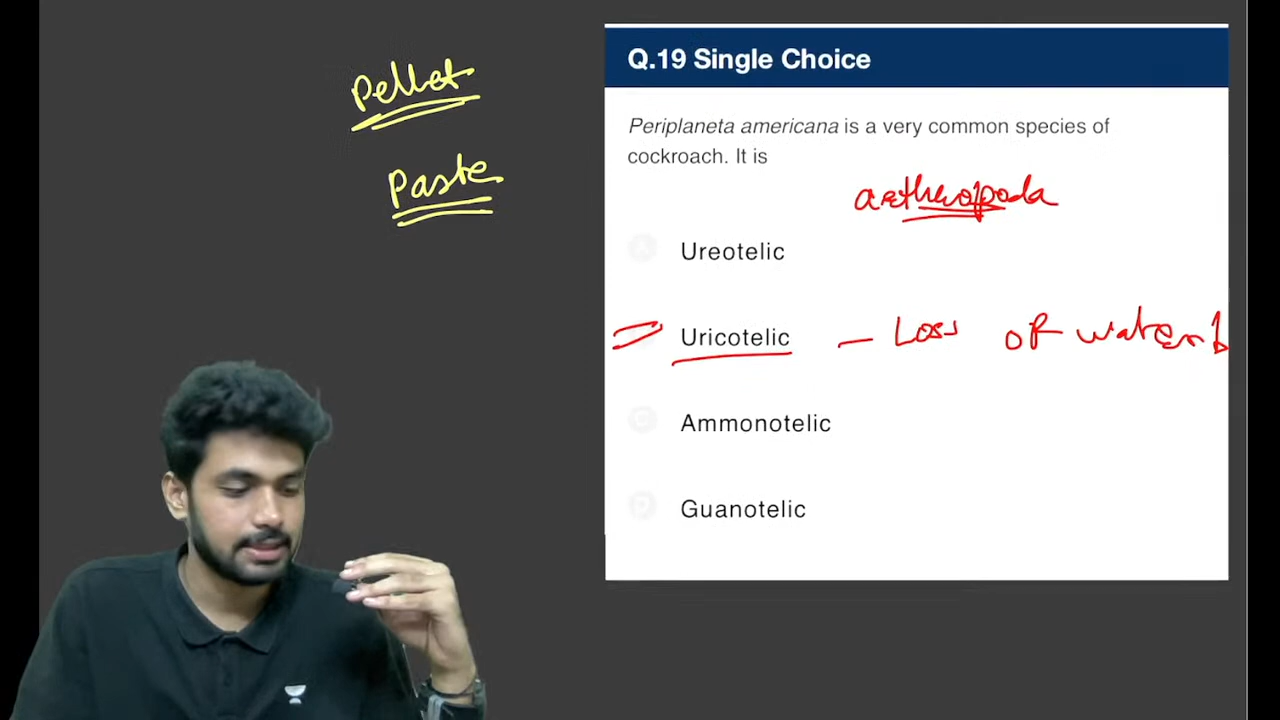 Pellet
Paste
Q.19 Single Choice
Periplaneta americana is a very common species of
cockroach. It is
arthropoda
A Ureotelic
Uricotelic - Loss of water
C Ammonotelic
D Guanotelic